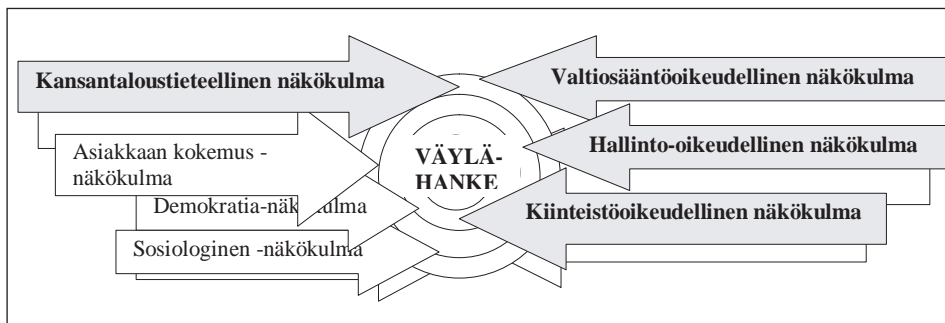 Kansantaloustieteellinen näkökulma
Asiakkaan kokemus -
näkökulma
Demokratia-näkökulma
Sosiologinen -näkökulma
VÄYLÄ-
HANKE
Valtiosääntöoikeudellinen näkökulma
Hallinto-oikeudellinen näkökulma
Kiinteistöoikeudellinen näkökulma